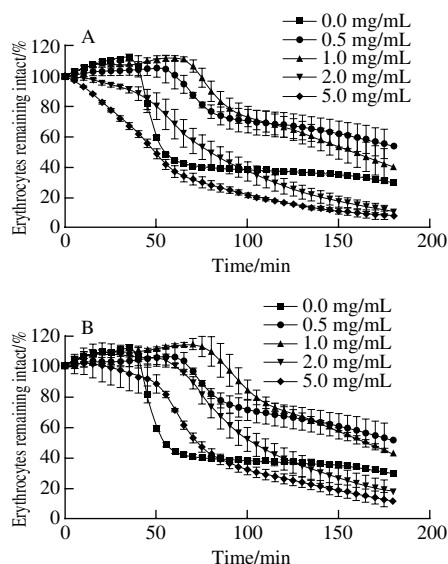 A
0.0 mg/mL
0.5 mg/mL
1.0 mg/mL
2.0 mg/mL
5.0 mg/mL
Erythrocytes remaining intact/%
120
100
80
60
40
20
0
0 50 100 150 200
Time/min
B
0.0 mg/mL
0.5 mg/mL
1.0 mg/mL
2.0 mg/mL
5.0 mg/mL
Erythrocytes remaining intact/%
120
100
80
60
40
20
0
0 50 100 150 200
Time/min